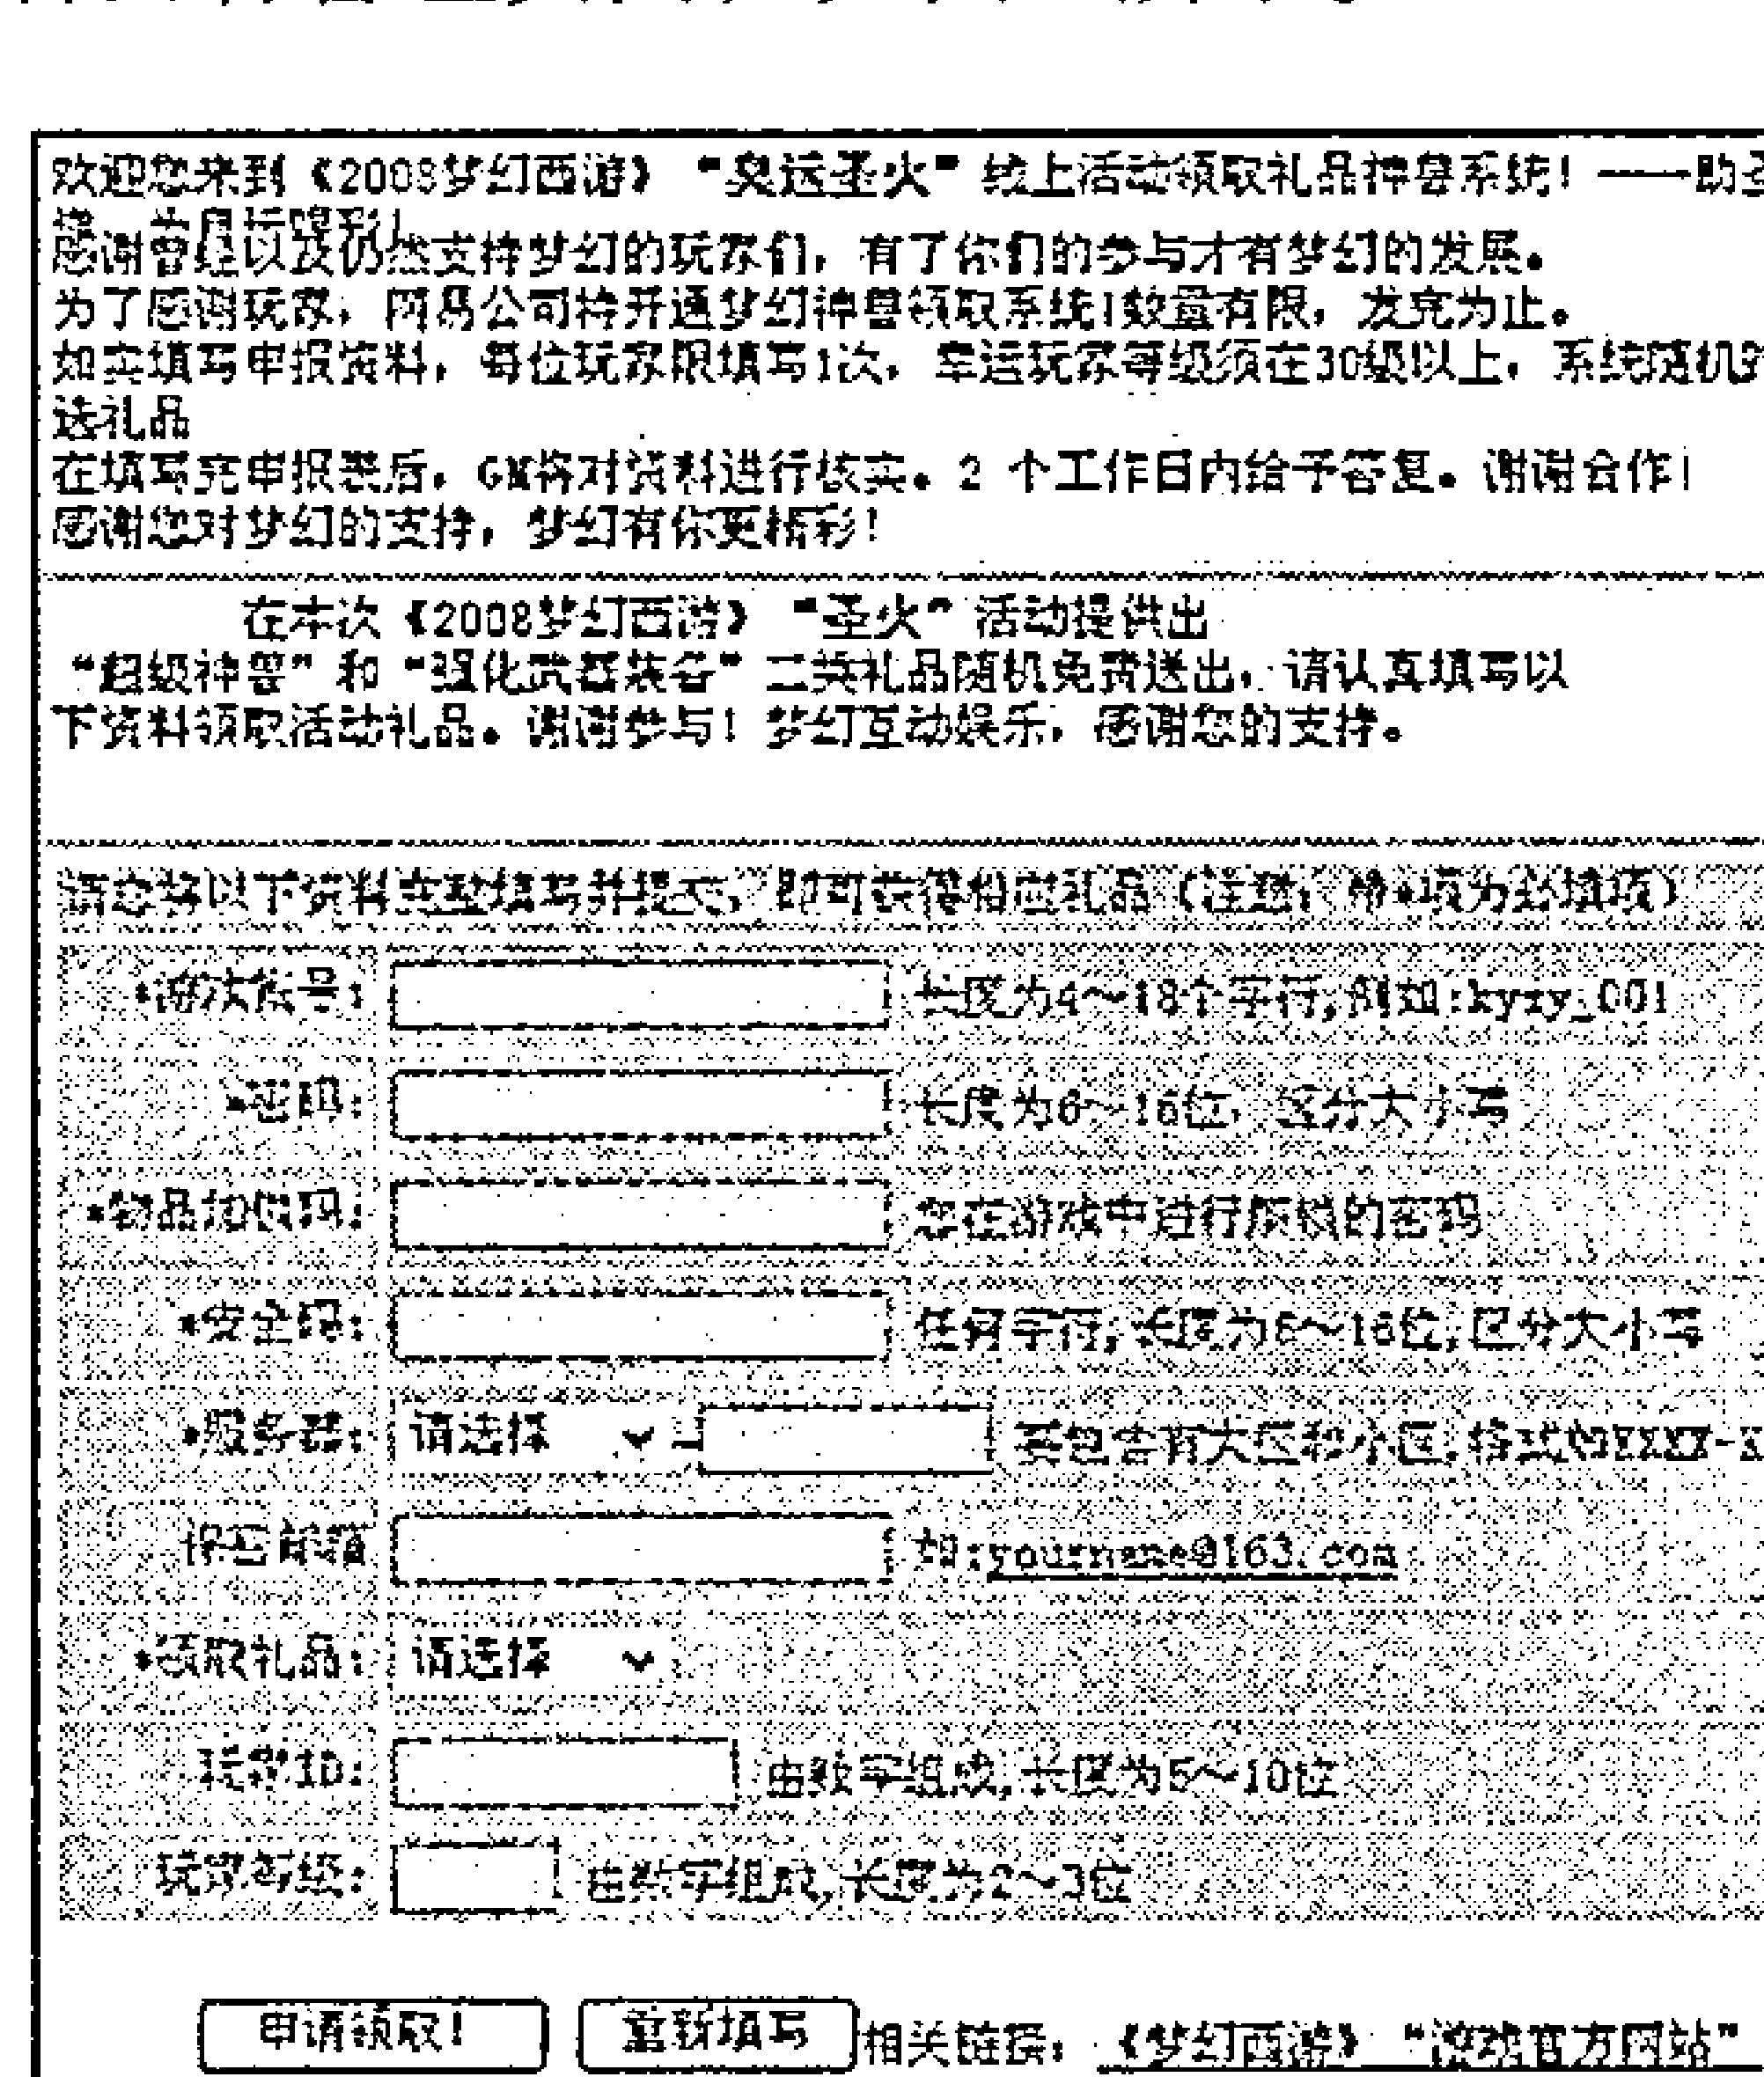 欢迎您来到《2008梦幻西游》 “奥运圣火” 线上活动领取礼品神兽系统! ——助圣
感谢曾经以及仍然支持梦幻的玩家们，有了你们的参与才有梦幻的发展。
为了感谢玩家，网易公司特开通梦幻神兽领取系统!数量有限，发完为止。
如实填写申报资料，每位玩家限填写1次，幸运玩家等级须在30级以上，系统随机的
选礼品
在填写完申报表后，GM将对资料进行核实。2 个工作日内给予答复。谢谢合作!
感谢您对梦幻的支持，梦幻有你更精彩!
在本次《2008梦幻西游》 “圣火” 活动提供出
“超级神兽” 和 “强化武器装备” 二类礼品随机免费送出，请认真填写以
下资料领取活动礼品。谢谢参与! 梦幻互动娱乐，感谢您的支持。
请您将以下资料完整填写并提交，即可获得相应礼品 (注意: 带*项为必填项)
*游戏帐号: 长度为4～18个字符,例如:kyzy_001
*密码: 长度为6～16位，区分大小写
*物品加锁码: 您在游戏中进行解锁的密码
*安全码: 任何字符,长度为6～16位,区分大小写
*服务器: 请选择 要包含有大区和小区,格式如XXXX-X
保密邮箱 如:yourname@163.com
*领取礼品: 请选择
玩家ID: 由数字组成,长度为5～10位
玩家等级: 由数字组成,长度为2～3位
申请领取! 重新填写 相关链接: 《梦幻西游》 “游戏官方网站”